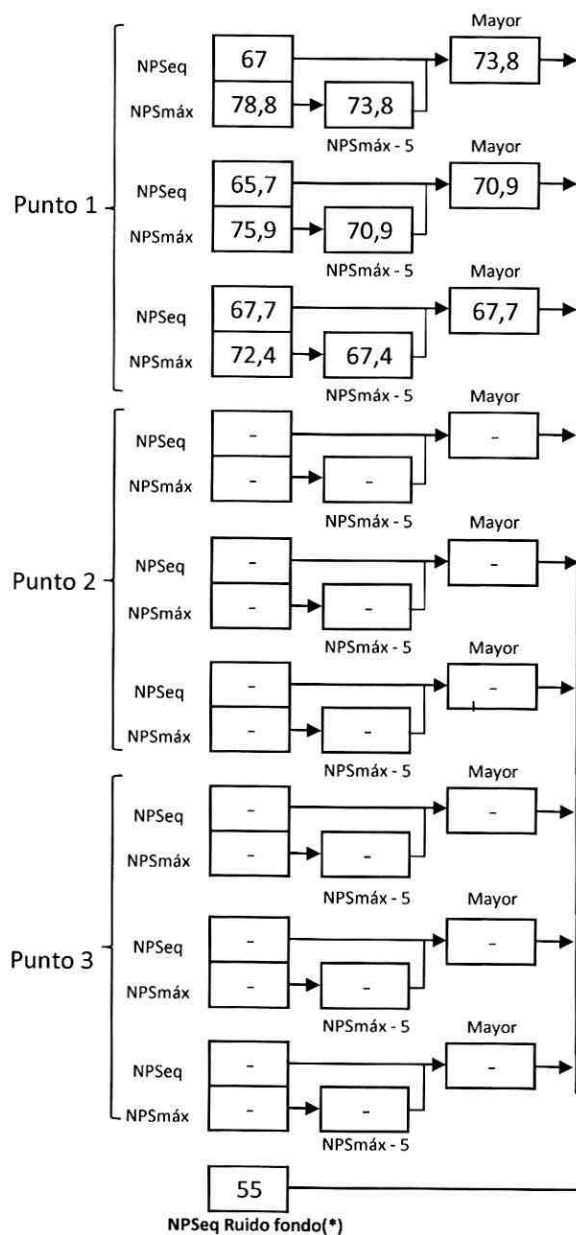 Mayor
NPSeq 67 73,8
NPSmáx 78,8 73,8
NPSmáx - 5
Mayor
Punto 1
NPSeq 65,7 70,9
NPSmáx 75,9 70,9
NPSmáx - 5
Mayor
NPSeq 67,7 67,7
NPSmáx 72,4 67,4
NPSmáx - 5
Mayor
NPSeq - -
NPSmáx - -
NPSmáx - 5
Mayor
Punto 2
NPSeq - -
NPSmáx - -
NPSmáx - 5
Mayor
NPSeq - -
NPSmáx - -
NPSmáx - 5
Mayor
NPSeq - -
NPSmáx - -
NPSmáx - 5
Mayor
Punto 3
NPSeq - -
NPSmáx - -
NPSmáx - 5
Mayor
NPSeq - -
NPSmáx - -
NPSmáx - 5
55
NPSeq Ruido fondo(*)